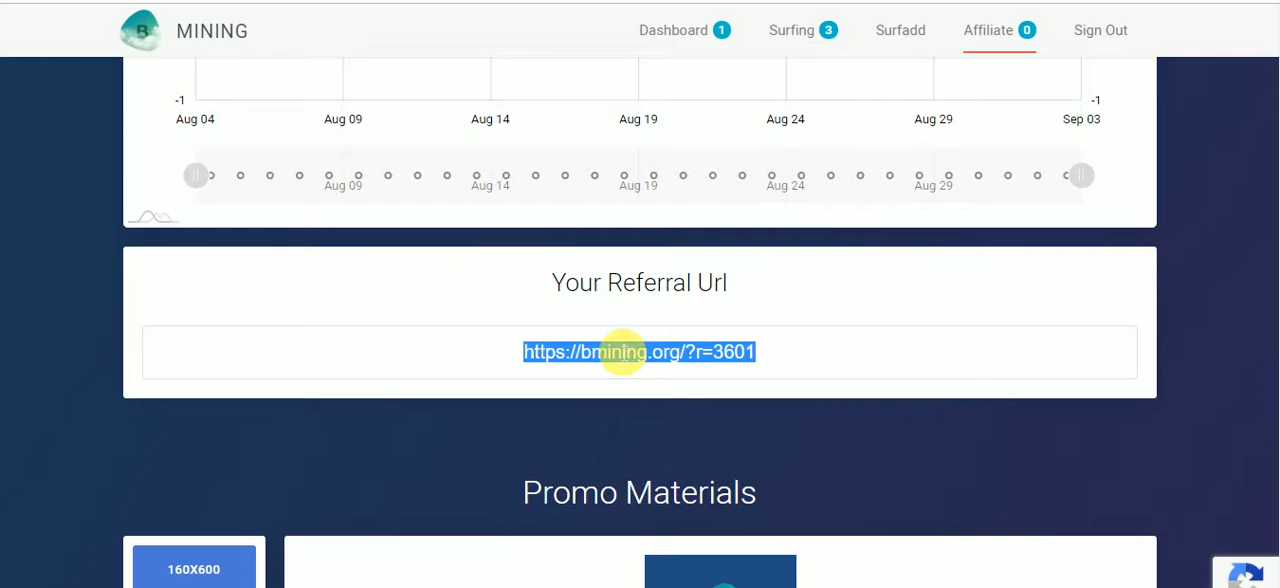 B MINING Dashboard 1 Surfing 3 Surfadd Affiliate 0 Sign Out
-1 -1
Aug 04 Aug 09 Aug 14 Aug 19 Aug 24 Aug 29 Sep 03
Aug 09 Aug 14 Aug 19 Aug 24 Aug 29
Your Referral Url
https://bmining.org/?r=3601
Promo Materials
160X600